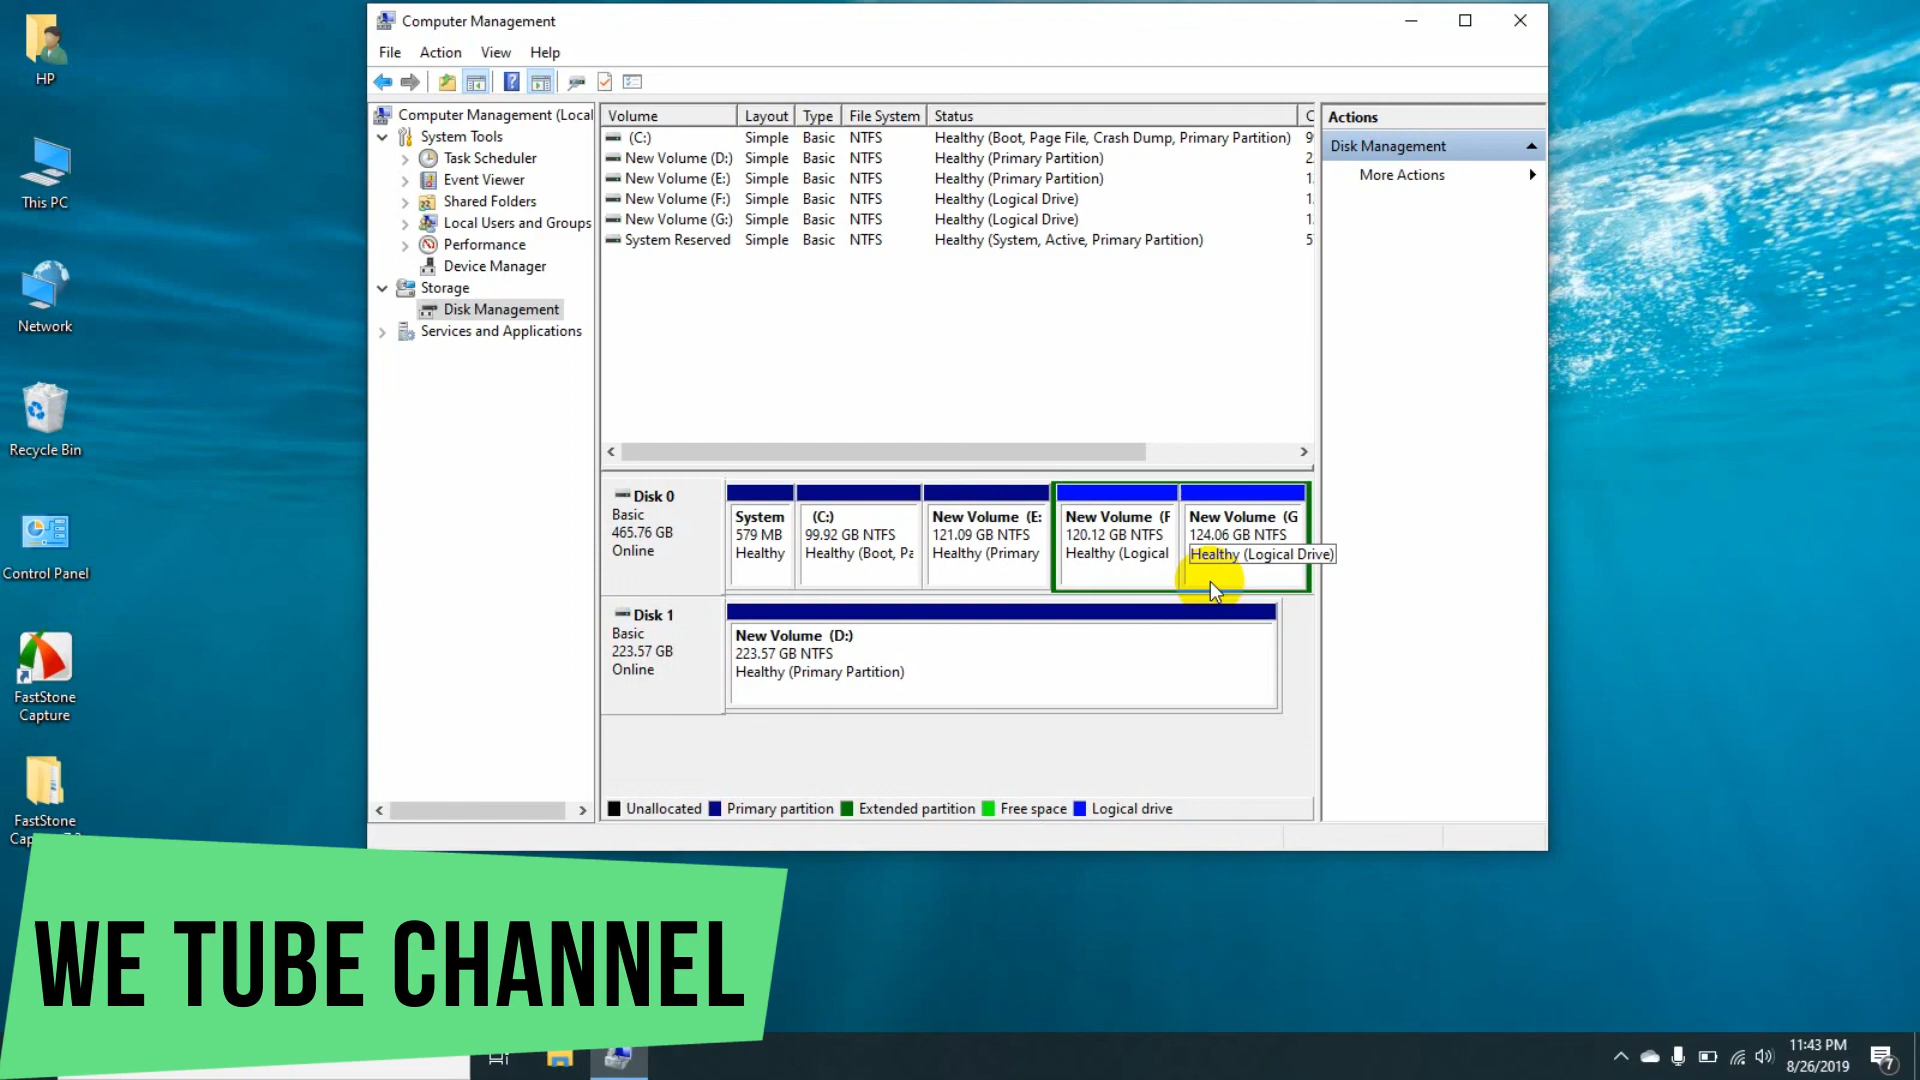 Computer Management
File Action View Help
Computer Management (Local
System Tools
Task Scheduler
Event Viewer
Shared Folders
Local Users and Groups
Performance
Device Manager
Storage
Disk Management
Services and Applications
Volume Layout Type File System Status C
(C:) Simple Basic NTFS Healthy (Boot, Page File, Crash Dump, Primary Partition) 9
New Volume (D:) Simple Basic NTFS Healthy (Primary Partition) 2
New Volume (E:) Simple Basic NTFS Healthy (Primary Partition) 1
New Volume (F:) Simple Basic NTFS Healthy (Logical Drive) 1
New Volume (G:) Simple Basic NTFS Healthy (Logical Drive) 1
System Reserved Simple Basic NTFS Healthy (System, Active, Primary Partition) 5
Actions
Disk Management
More Actions
Disk 0
Basic
465.76 GB
Online
System
579 MB
Healthy
(C:)
99.92 GB NTFS
Healthy (Boot, Pa
New Volume (E:
121.09 GB NTFS
Healthy (Primary
New Volume (F
120.12 GB NTFS
Healthy (Logical
New Volume (G
124.06 GB NTFS
Healthy (Logical Drive)
Disk 1
Basic
223.57 GB
Online
New Volume (D:)
223.57 GB NTFS
Healthy (Primary Partition)
Unallocated Primary partition Extended partition Free space Logical drive
HP
This PC
Network
Recycle Bin
Control Panel
FastStone
Capture
FastStone
WE TUBE CHANNEL
11:43 PM
8/26/2019
7